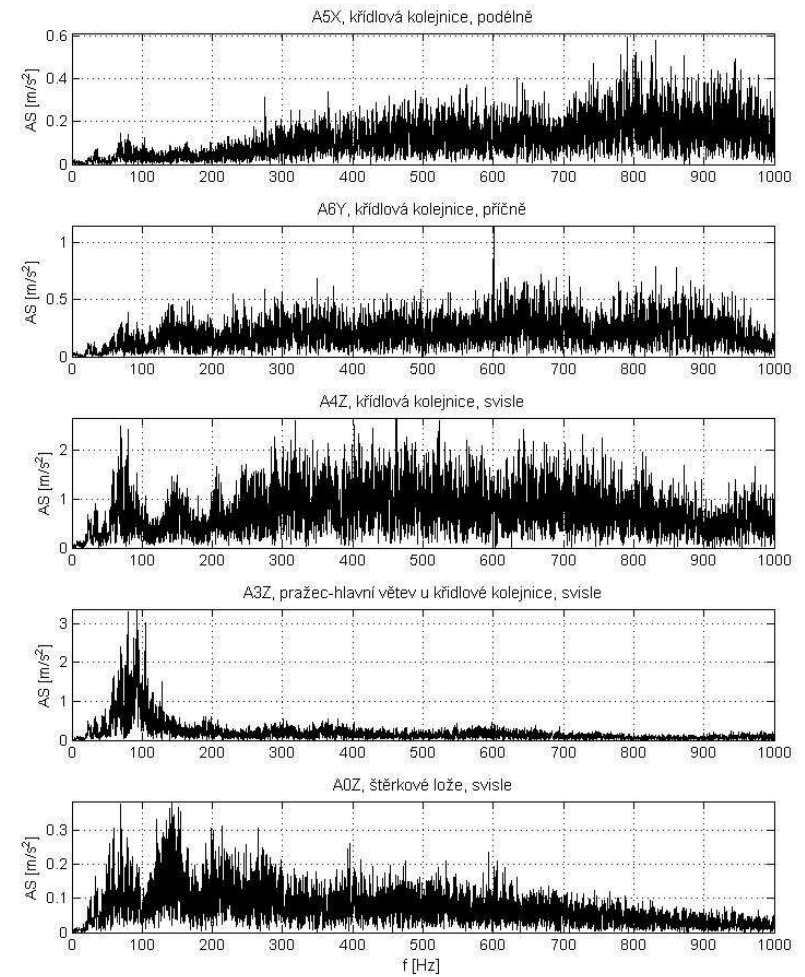 A5X, křídlová kolejnice, podélně
0.6
0.4
0.2
0
AS [m/s²]
0 100 200 300 400 500 600 700 800 900 1000
A6Y, křídlová kolejnice, příčně
1
0.5
0
AS [m/s²]
0 100 200 300 400 500 600 700 800 900 1000
A4Z, křídlová kolejnice, svisle
2
1
0
AS [m/s²]
0 100 200 300 400 500 600 700 800 900 1000
A3Z, pražec-hlavní větev u křidlové kolejnice, svisle
3
2
1
0
AS [m/s²]
0 100 200 300 400 500 600 700 800 900 1000
A0Z, štěrkové lože, svisle
0.3
0.2
0.1
0
AS [m/s²]
0 100 200 300 400 500 600 700 800 900 1000
f [Hz]